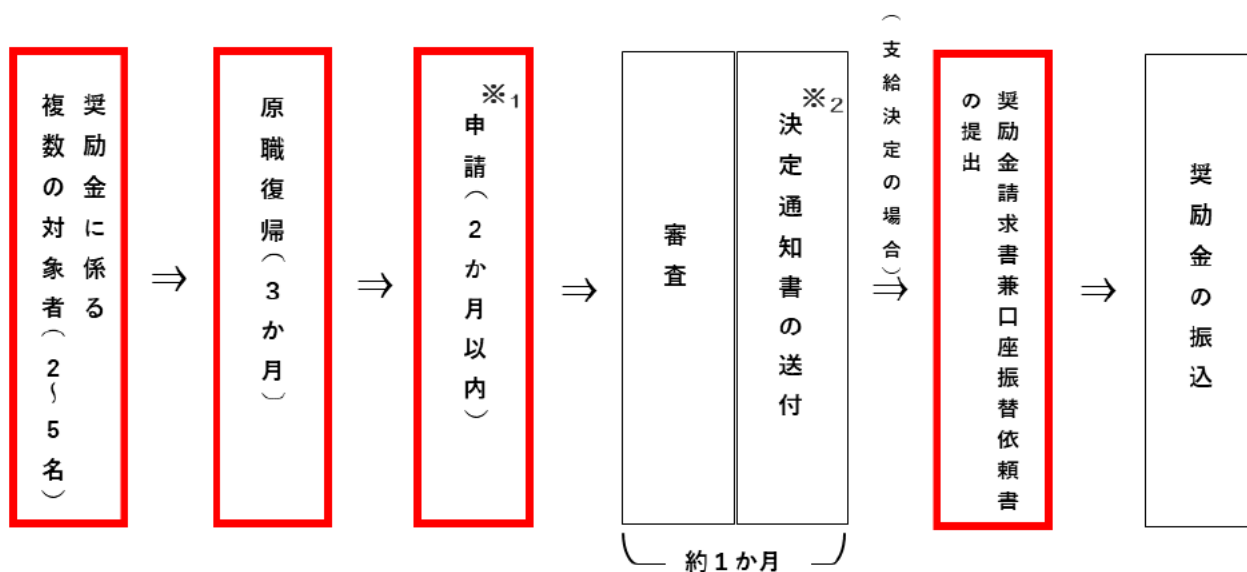 奨励金に係る
複数の対象者（２～５名）
⇒
原職復帰（３か月）
⇒
※1
申請（２か月以内）
⇒
審査
※2
決定通知書の送付
約１か月
（支給決定の場合）
⇒
奨励金請求書兼口座振替依頼書
の提出
⇒
奨励金の振込